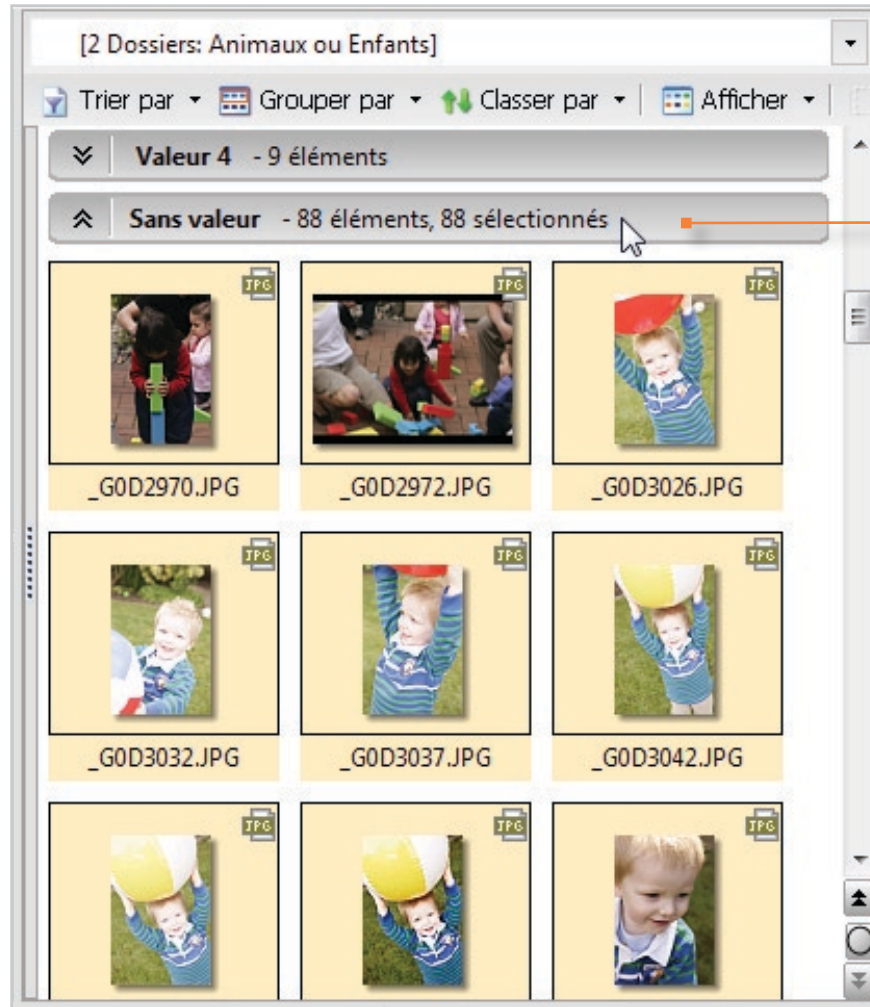 [2 Dossiers: Animaux ou Enfants]
Trier par Grouper par Classer par Afficher
Valeur 4 - 9 éléments
Sans valeur - 88 éléments, 88 sélectionnés
JPG JPG JPG
_G0D2970.JPG _G0D2972.JPG _G0D3026.JPG
JPG JPG JPG
_G0D3032.JPG _G0D3037.JPG _G0D3042.JPG
JPG JPG JPG